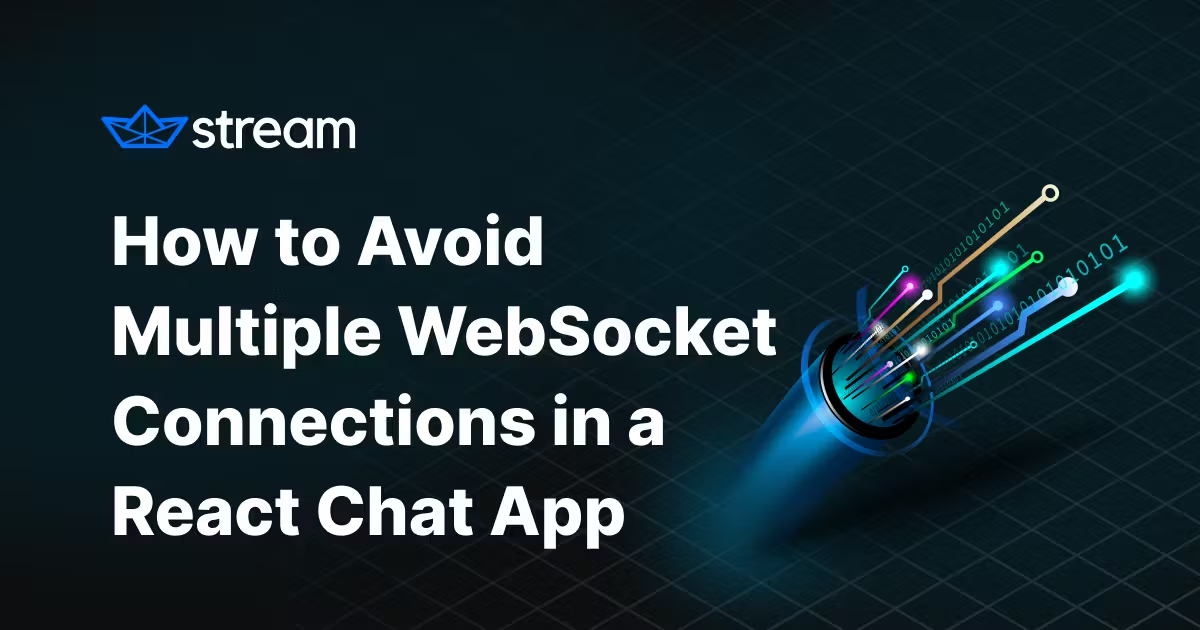 stream
How to Avoid
Multiple WebSocket
Connections in a
React Chat App